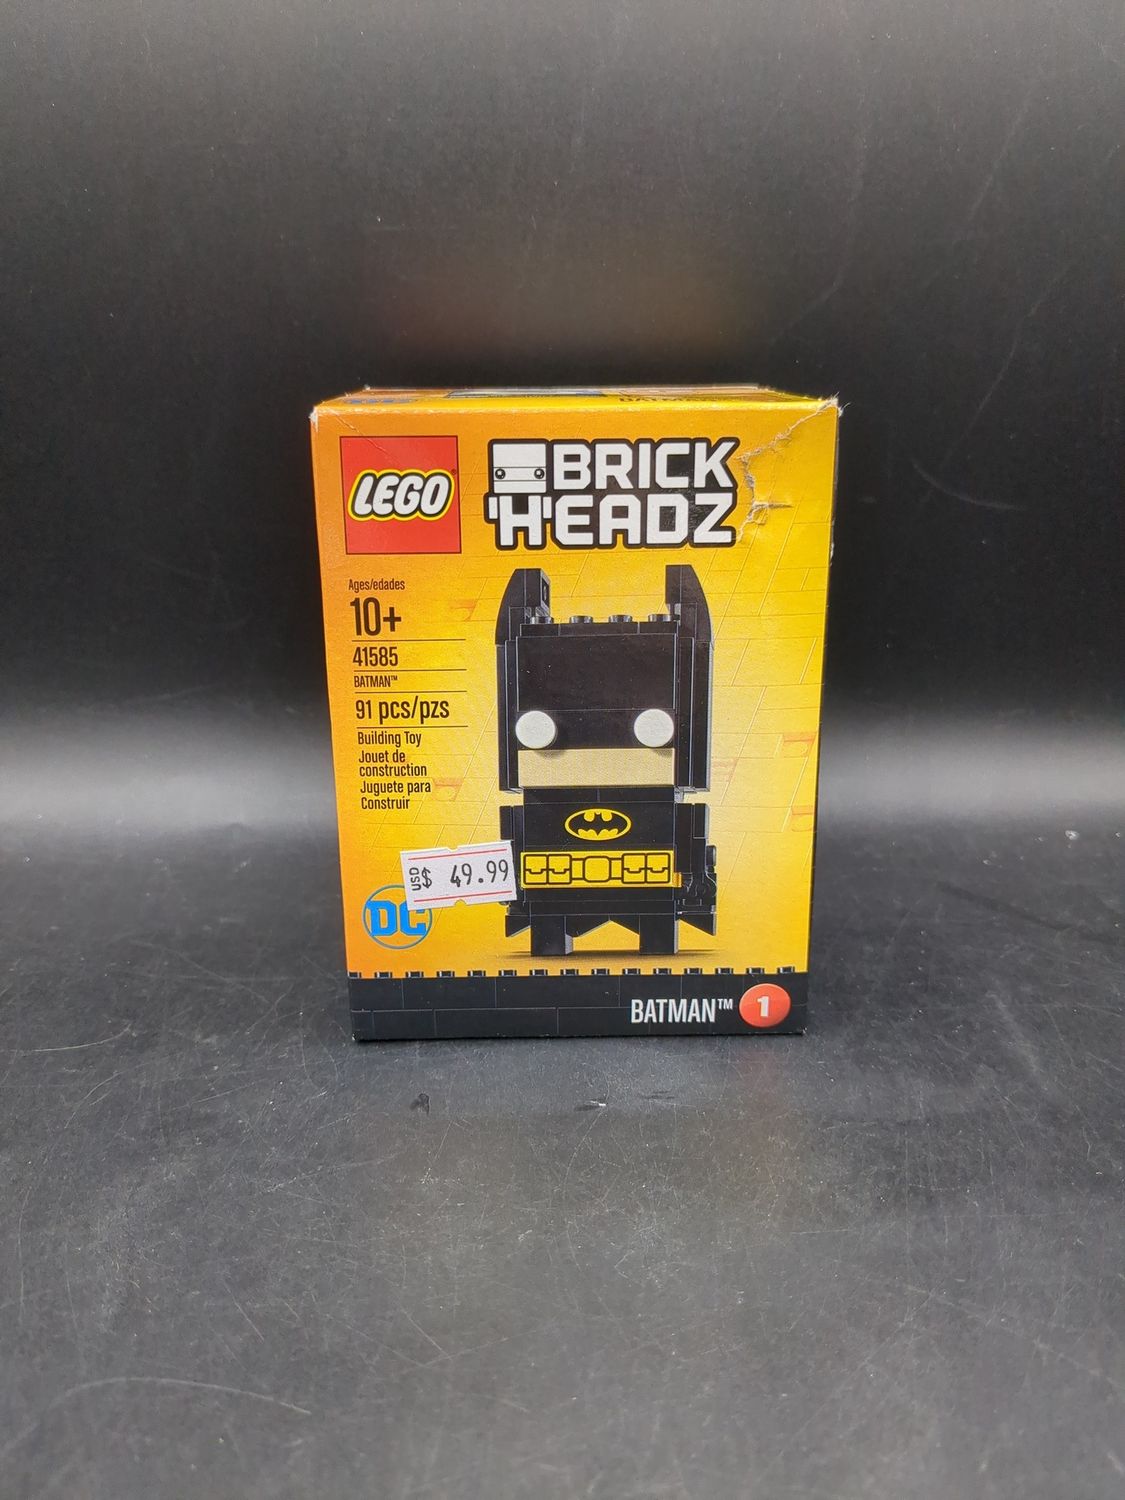 LEGO®
BRICK
'H'EADZ
Ages/edades
10+
41585
BATMAN™
91 pcs/pzs
Building Toy
Jouet de
construction
Juguete para
Construir
USD $ 49.99
DC
BATMAN™ 1